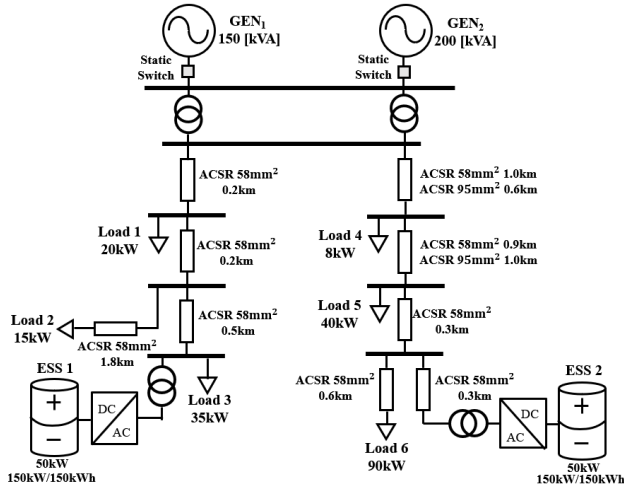 GEN₁
150 [kVA]
GEN₂
200 [kVA]
Static
Switch
Static
Switch
ACSR 58mm²
0.2km
ACSR 58mm² 1.0km
ACSR 95mm² 0.6km
Load 1
20kW
ACSR 58mm²
0.2km
Load 4
8kW
ACSR 58mm² 0.9km
ACSR 95mm² 1.0km
Load 2
15kW
ACSR 58mm²
1.8km
ACSR 58mm²
0.5km
Load 5
40kW
ACSR 58mm²
0.3km
ESS 1
+
−
DC
AC
50kW
150kW/150kWh
Load 3
35kW
ACSR 58mm²
0.6km
ACSR 58mm²
0.3km
Load 6
90kW
ESS 2
DC
AC
+
−
50kW
150kW/150kWh